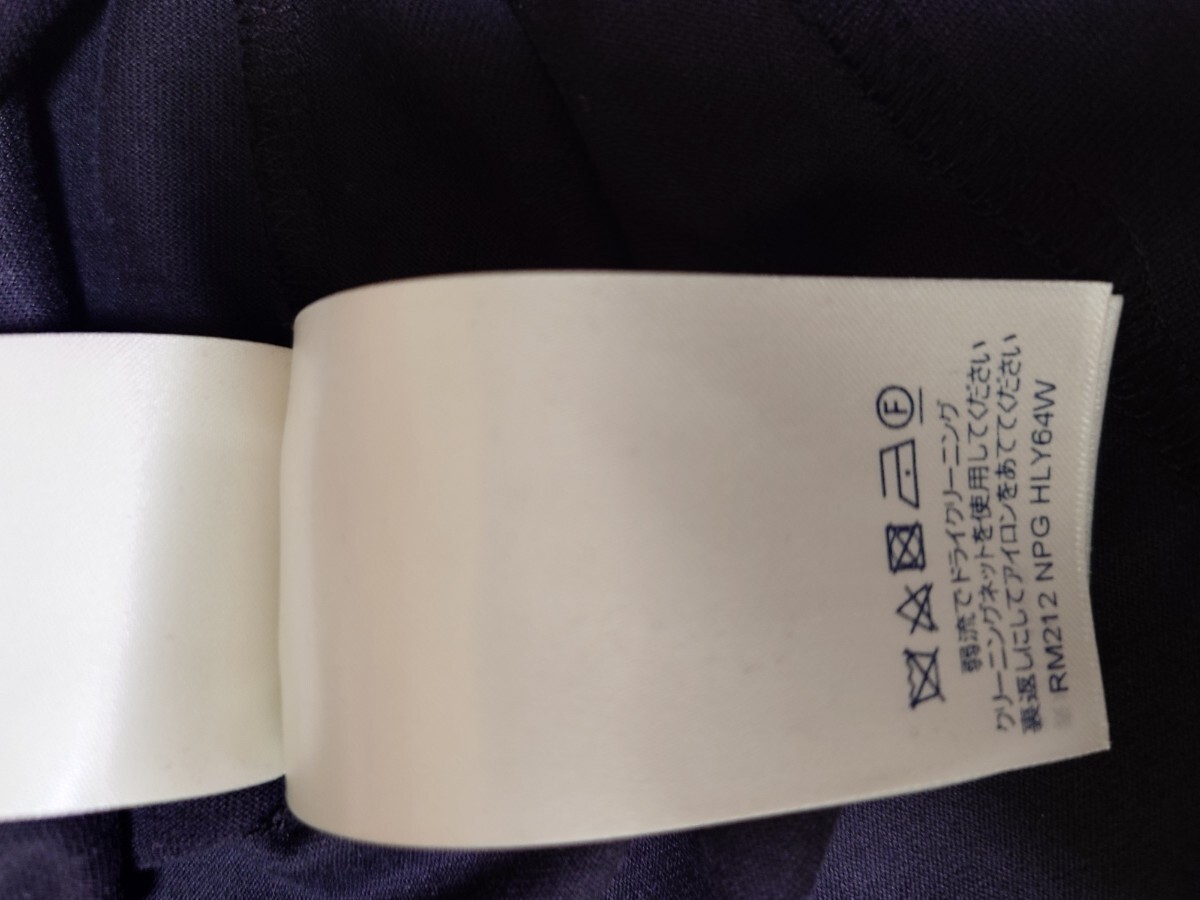 弱流でドライクリーニング
クリーニングネットを使用してください
裏返しにしてアイロンをあててください
RM212 NPG HLY64W